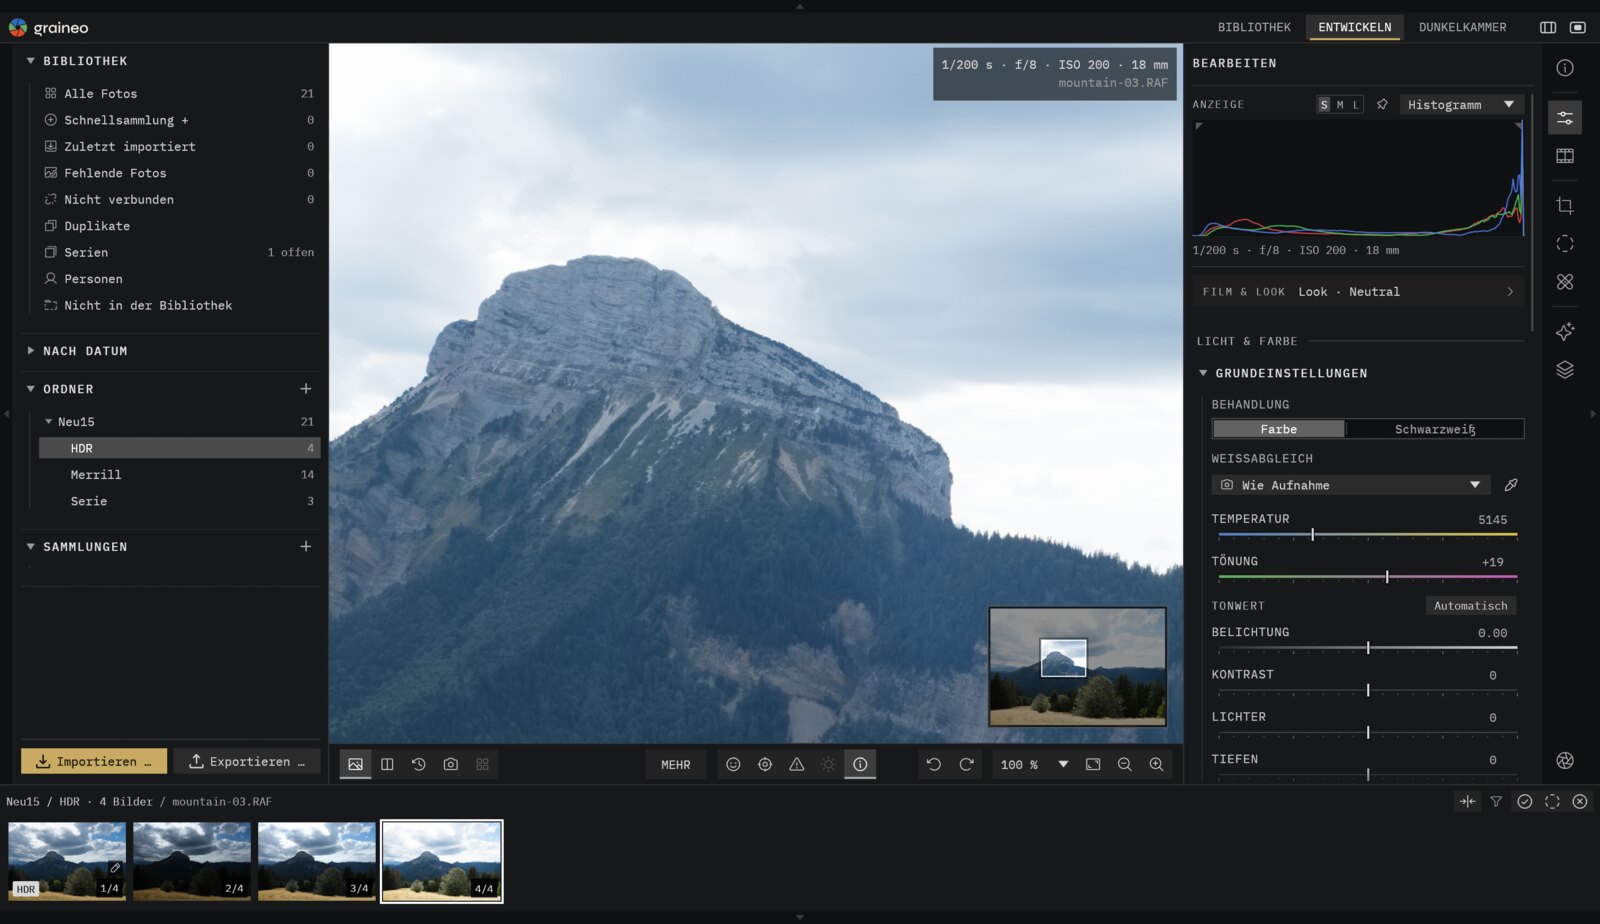 graineo
BIBLIOTHEK
ENTWICKELN
DUNKELKAMMER
BIBLIOTHEK
Alle Fotos 21
Schnellsammlung + 0
Zuletzt importiert 0
Fehlende Fotos 0
Nicht verbunden 0
Duplikate
Serien 1 offen
Personen
Nicht in der Bibliothek
NACH DATUM
ORDNER
Neu15 21
HDR 4
Merrill 14
Serie 3
SAMMLUNGEN
Importieren …
Exportieren …
1/200 s · f/8 · ISO 200 · 18 mm
mountain-03.RAF
MEHR
100 %
BEARBEITEN
ANZEIGE S M L Histogramm
1/200 s · f/8 · ISO 200 · 18 mm
FILM & LOOK Look · Neutral
LICHT & FARBE
GRUNDEINSTELLUNGEN
BEHANDLUNG
Farbe Schwarzweiß
WEISSABGLEICH
Wie Aufnahme
TEMPERATUR 5145
TÖNUNG +19
TONWERT Automatisch
BELICHTUNG 0.00
KONTRAST 0
LICHTER 0
TIEFEN 0
Neu15 / HDR · 4 Bilder / mountain-03.RAF
HDR 1/4
2/4
3/4
4/4